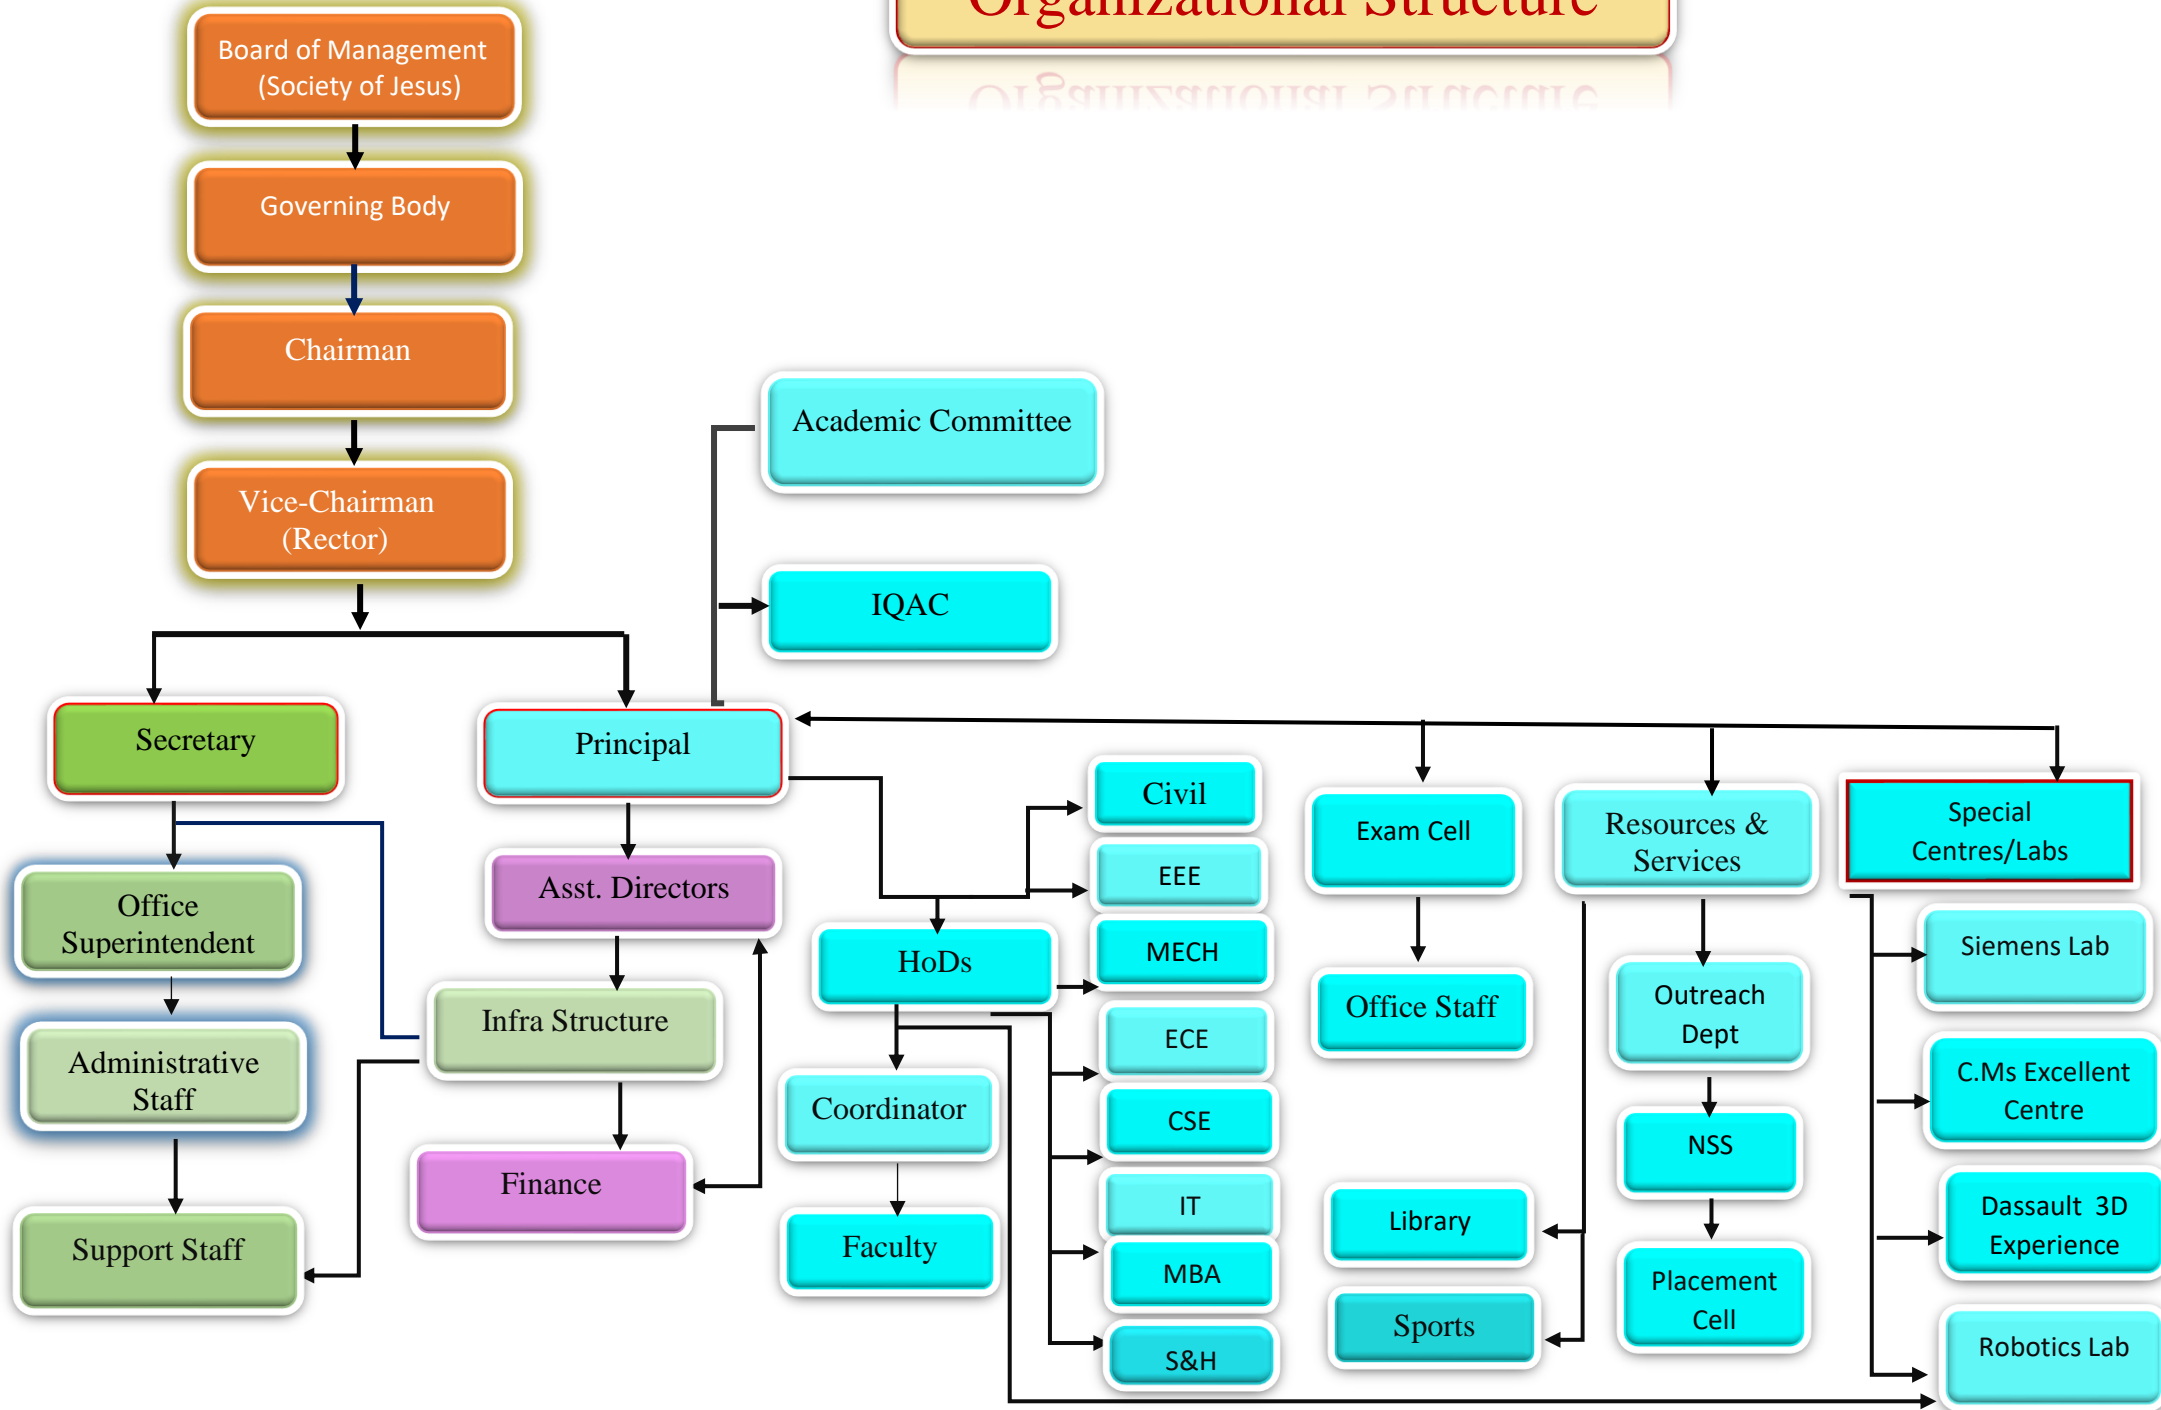 Organizational Structure
Board of Management
(Society of Jesus)
Governing Body
Chairman
Academic Committee
Vice-Chairman
(Rector)
IQAC
Secretary
Principal
Civil
Exam Cell
Resources &
Services
Special
Centres/Labs
EEE
Asst. Directors
Office
Superintendent
HoDs
MECH
Siemens Lab
Infra Structure
Office Staff
Outreach
Dept
ECE
Administrative
Staff
Coordinator
CSE
C.Ms Excellent
Centre
NSS
Finance
IT
Library
Dassault 3D
Experience
Support Staff
Faculty
MBA
Placement
Cell
Sports
S&H
Robotics Lab